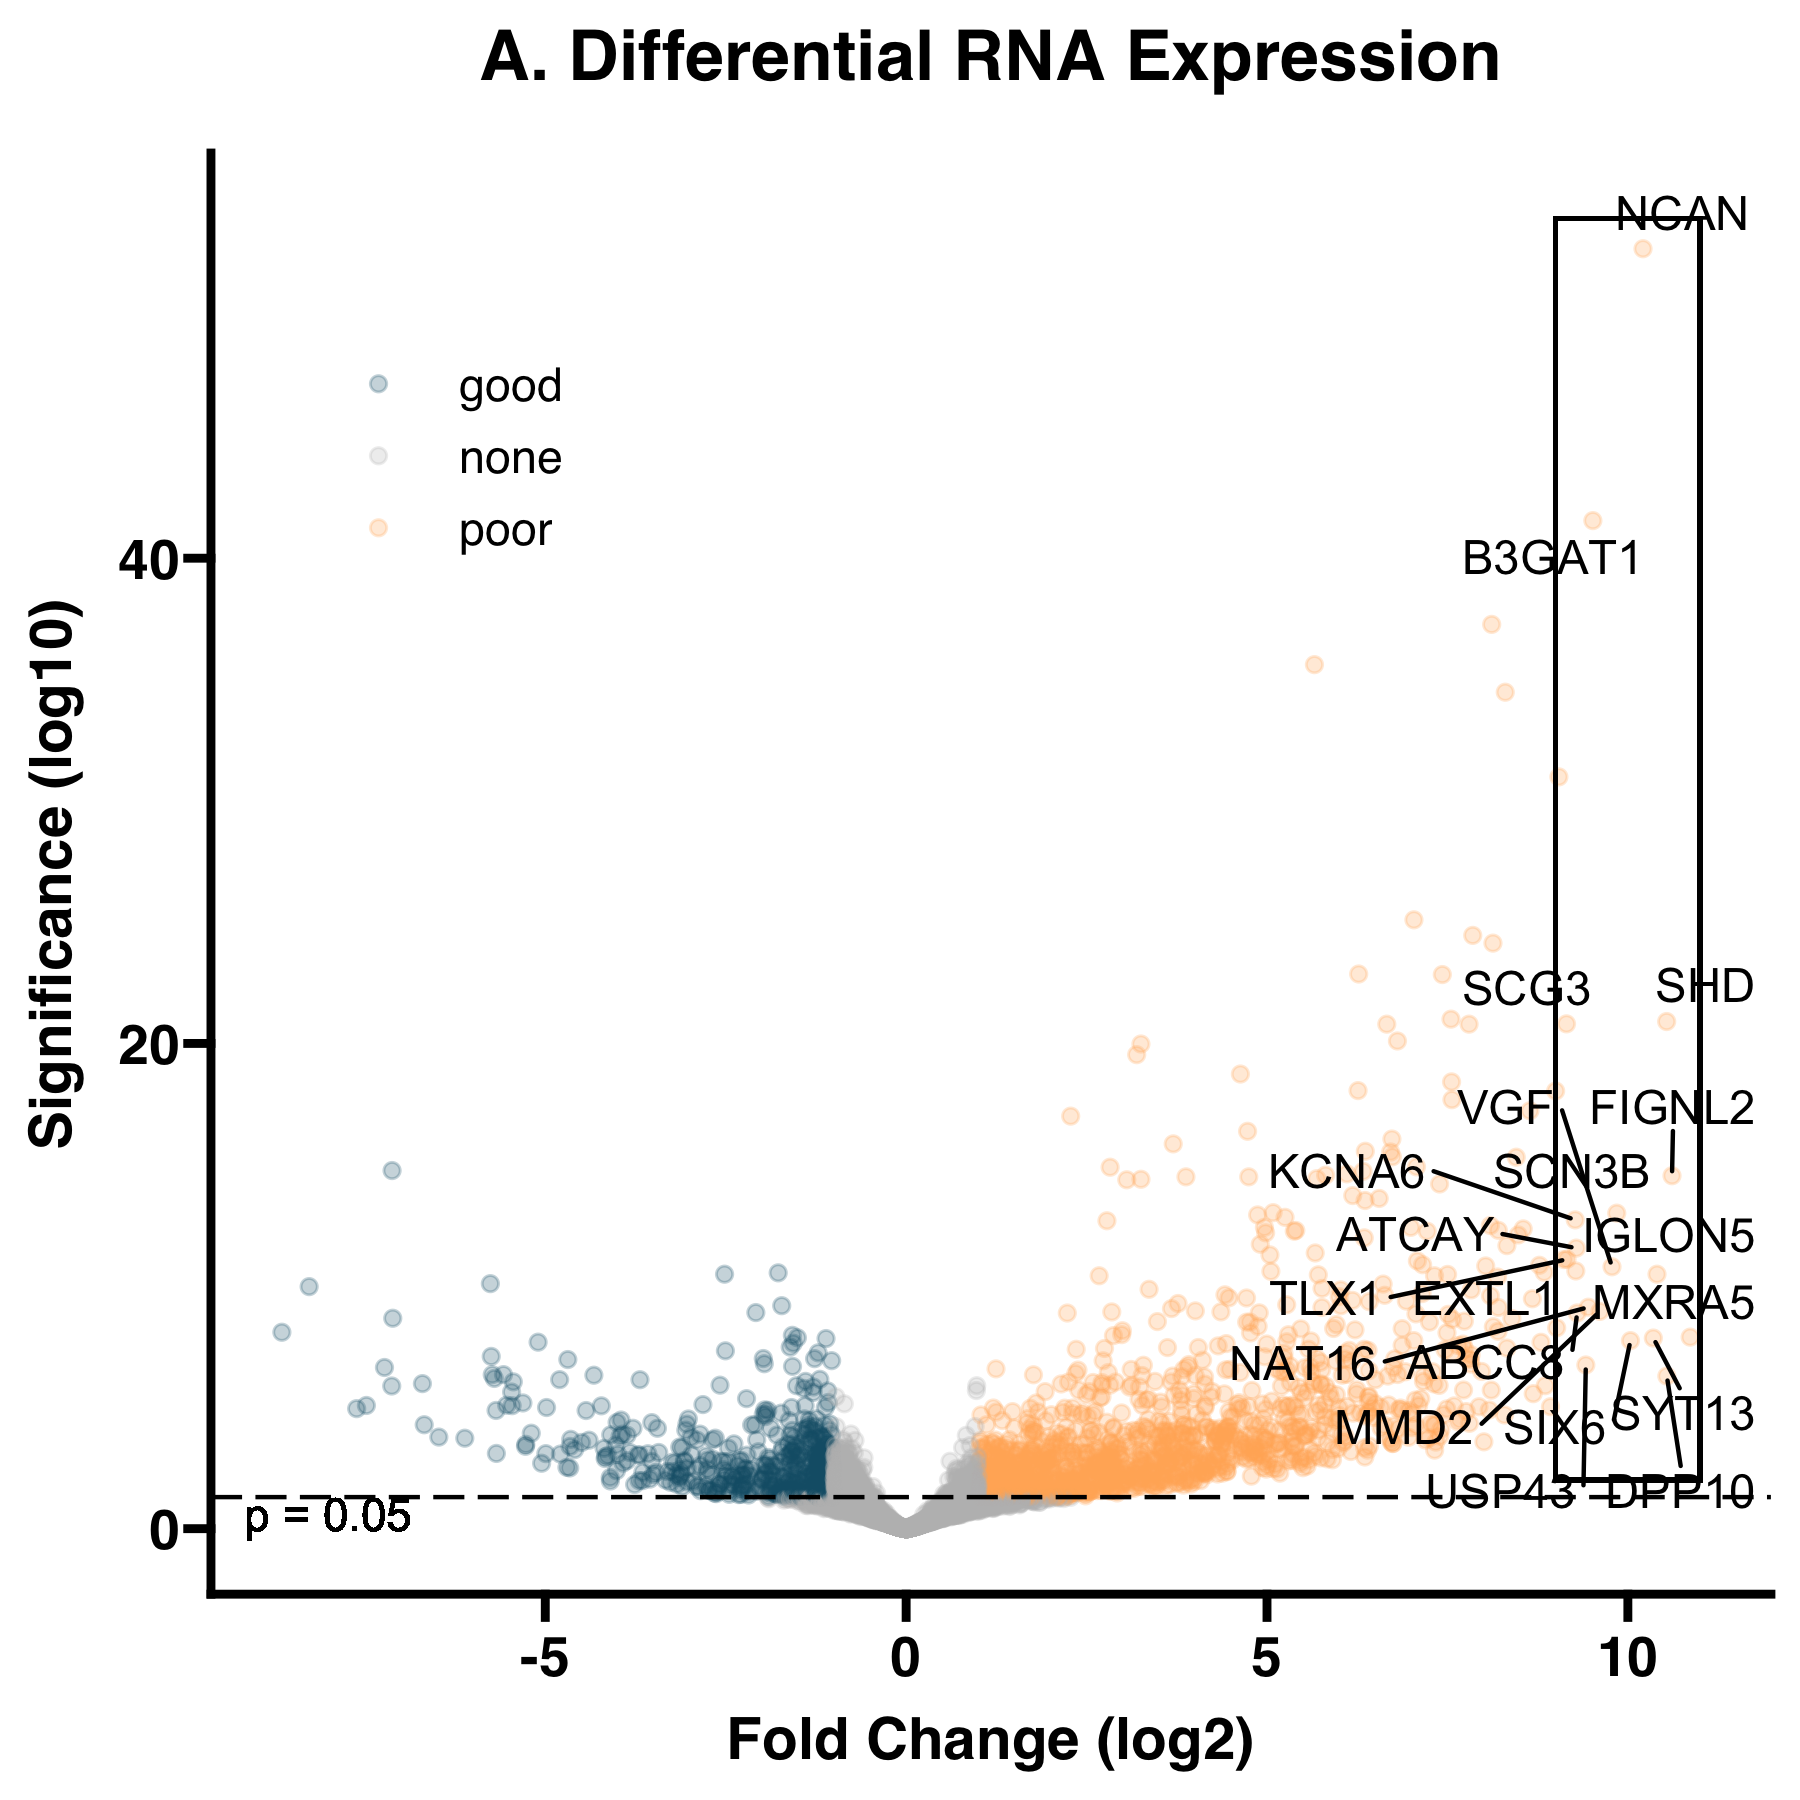 A. Differential RNA Expression
NCAN
good
none
poor
40
B3GAT1
Significance (log10)
SCG3
SHD
20
VGF
FIGNL2
KCNA6
SCN3B
ATCAY
IGLON5
TLX1
EXTL1
MXRA5
NAT16
ABCC8
MMD2
SIX6
SYT13
USP43
DPP10
p = 0.05
0
-5
0
5
10
Fold Change (log2)